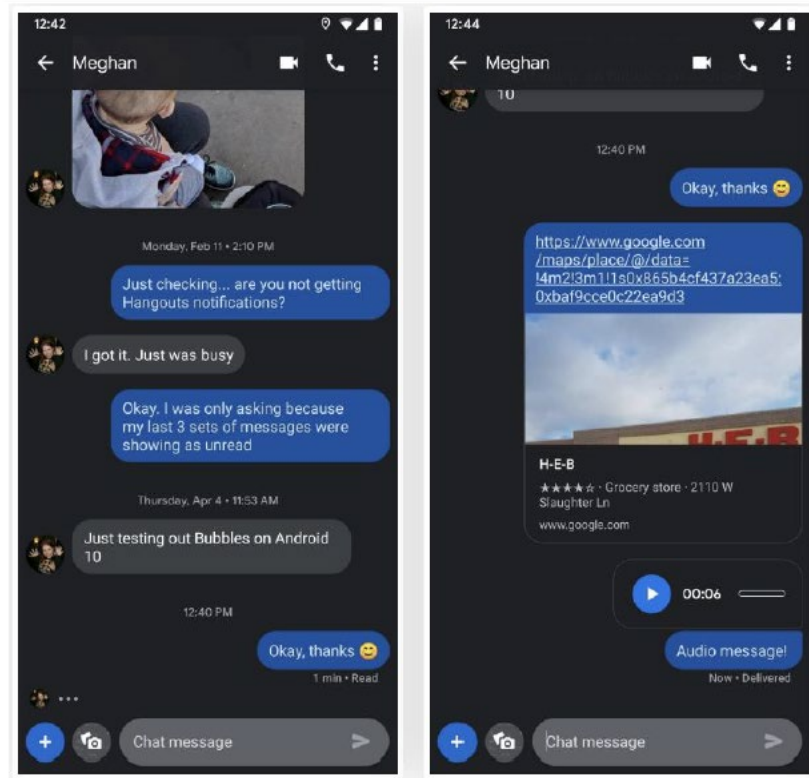 12:42
Meghan
Monday, Feb 11 • 2:10 PM
Just checking... are you not getting
Hangouts notifications?
I got it. Just was busy
Okay. I was only asking because
my last 3 sets of messages were
showing as unread
Thursday, Apr 4 • 11:53 AM
Just testing out Bubbles on Android
10
12:40 PM
Okay, thanks 😊
1 min • Read
Chat message
12:44
Meghan
10
12:40 PM
Okay, thanks 😊
https://www.google.com
/maps/place/@/data=
!4m2!3m1!1s0x865b4cf437a23ea5:
0xbaf9cce0c22ea9d3
H-E-B
H-E-B
★★★★☆ · Grocery store · 2110 W
Slaughter Ln
www.google.com
00:06
Audio message!
Now • Delivered
Chat message